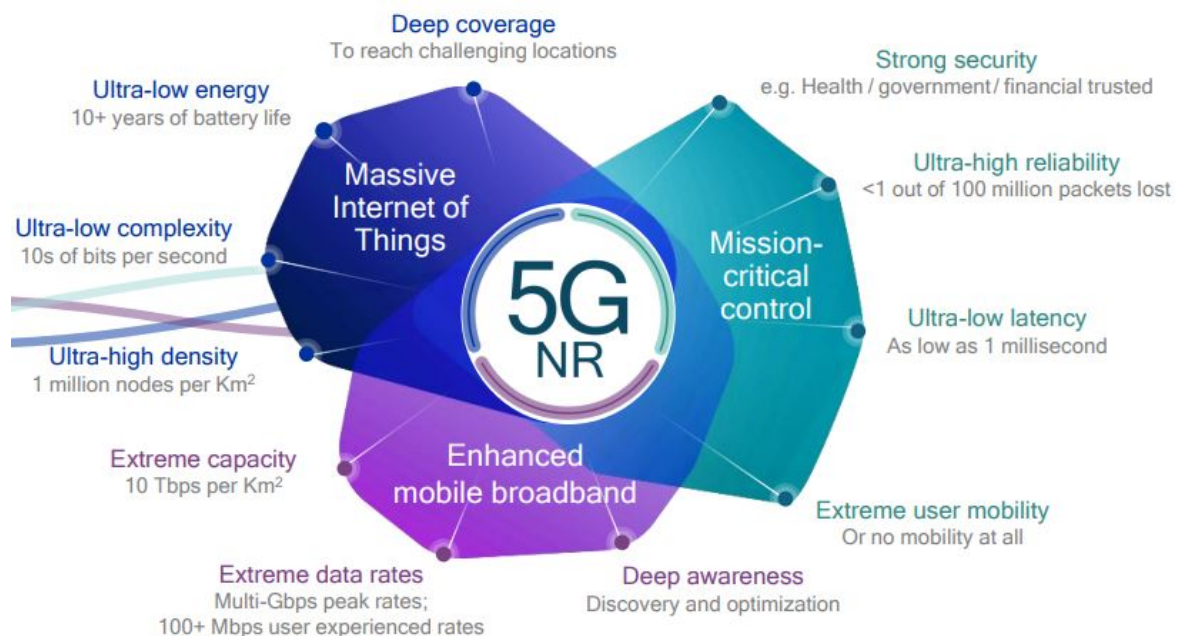 Deep coverage
To reach challenging locations
Ultra-low energy
10+ years of battery life
Ultra-low complexity
10s of bits per second
Ultra-high density
1 million nodes per Km²
Massive
Internet of
Things
Strong security
e.g. Health / government / financial trusted
Ultra-high reliability
<1 out of 100 million packets lost
Ultra-low latency
As low as 1 millisecond
Extreme user mobility
Or no mobility at all
Mission-
critical
control
5G
NR
Enhanced
mobile broadband
Extreme capacity
10 Tbps per Km²
Extreme data rates
Multi-Gbps peak rates;
100+ Mbps user experienced rates
Deep awareness
Discovery and optimization